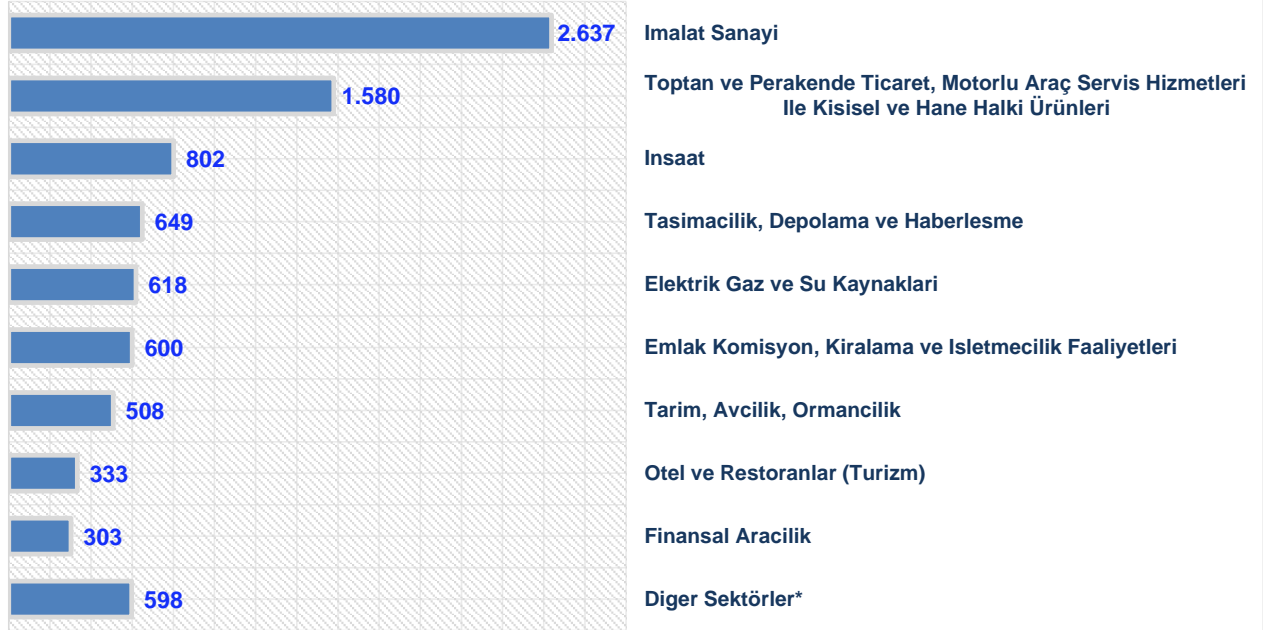 2.637 Imalat Sanayi
1.580 Toptan ve Perakende Ticaret, Motorlu Araç Servis Hizmetleri
Ile Kisisel ve Hane Halki Ürünleri
802 Insaat
649 Tasimacilik, Depolama ve Haberlesme
618 Elektrik Gaz ve Su Kaynaklari
600 Emlak Komisyon, Kiralama ve Isletmecilik Faaliyetleri
508 Tarim, Avcilik, Ormancilik
333 Otel ve Restoranlar (Turizm)
303 Finansal Aracilik
598 Diger Sektörler*